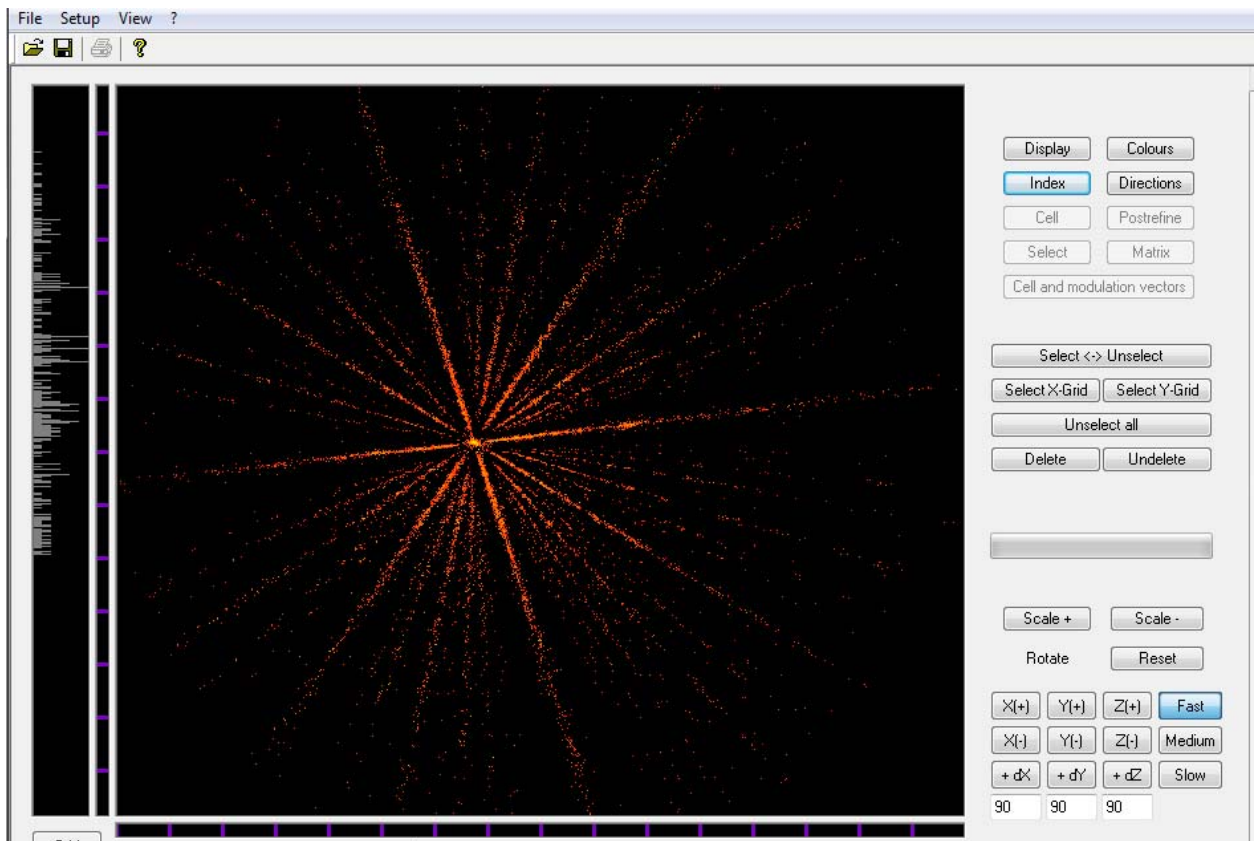 File Setup View ?
Display Colours
Index Directions
Cell Postrefine
Select Matrix
Cell and modulation vectors
Select <-> Unselect
Select X-Grid Select Y-Grid
Unselect all
Delete Undelete
Scale + Scale -
Rotate Reset
X(+) Y(+) Z(+) Fast
X(-) Y(-) Z(-) Medium
+ dX + dY + dZ Slow
90 90 90